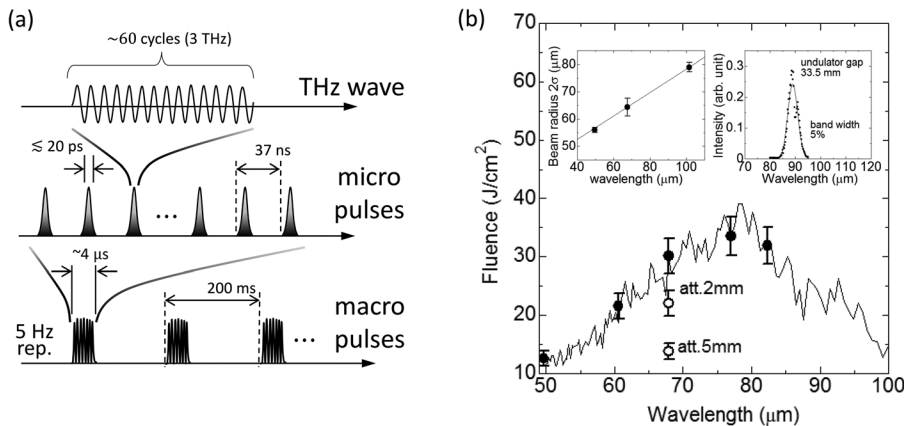 (a)
~60 cycles (3 THz)
THz wave
≲ 20 ps
37 ns
micro
pulses
~4 μs
200 ms
5 Hz
rep.
macro
pulses
(b)
Fluence (J/cm²)
70
60
50
40
30
20
10
50 60 70 80 90 100
Wavelength (μm)
att.2mm
att.5mm
Beam radius 2σ (μm)
80
70
60
50
40 60 80 100
wavelength (μm)
Intensity (arb. unit)
0.3
0.2
0.1
0
70 80 90 100 110 120
undulator gap
33.5 mm
band width
5%
Wavelength (μm)